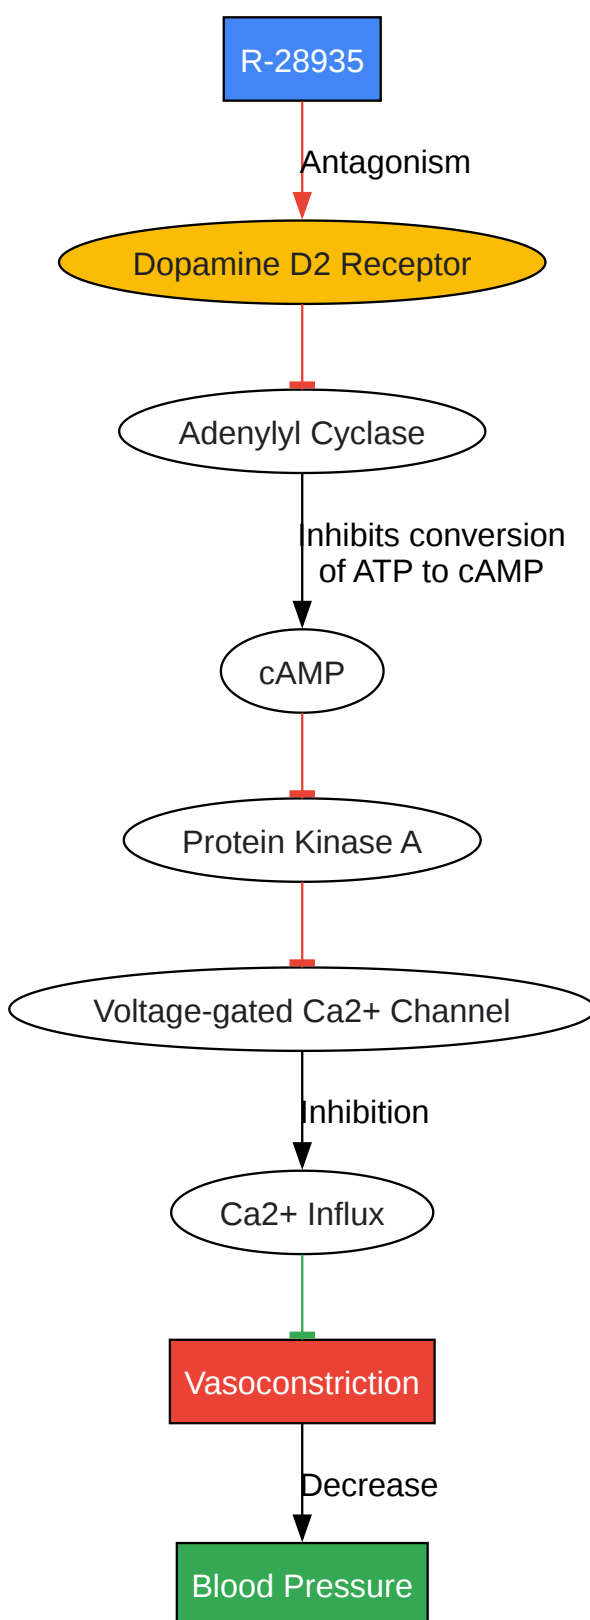 R-28935
Antagonism
Dopamine D2 Receptor
Adenylyl Cyclase
Inhibits conversion
of ATP to cAMP
cAMP
Protein Kinase A
Voltage-gated Ca2+ Channel
Inhibition
Ca2+ Influx
Vasoconstriction
Decrease
Blood Pressure